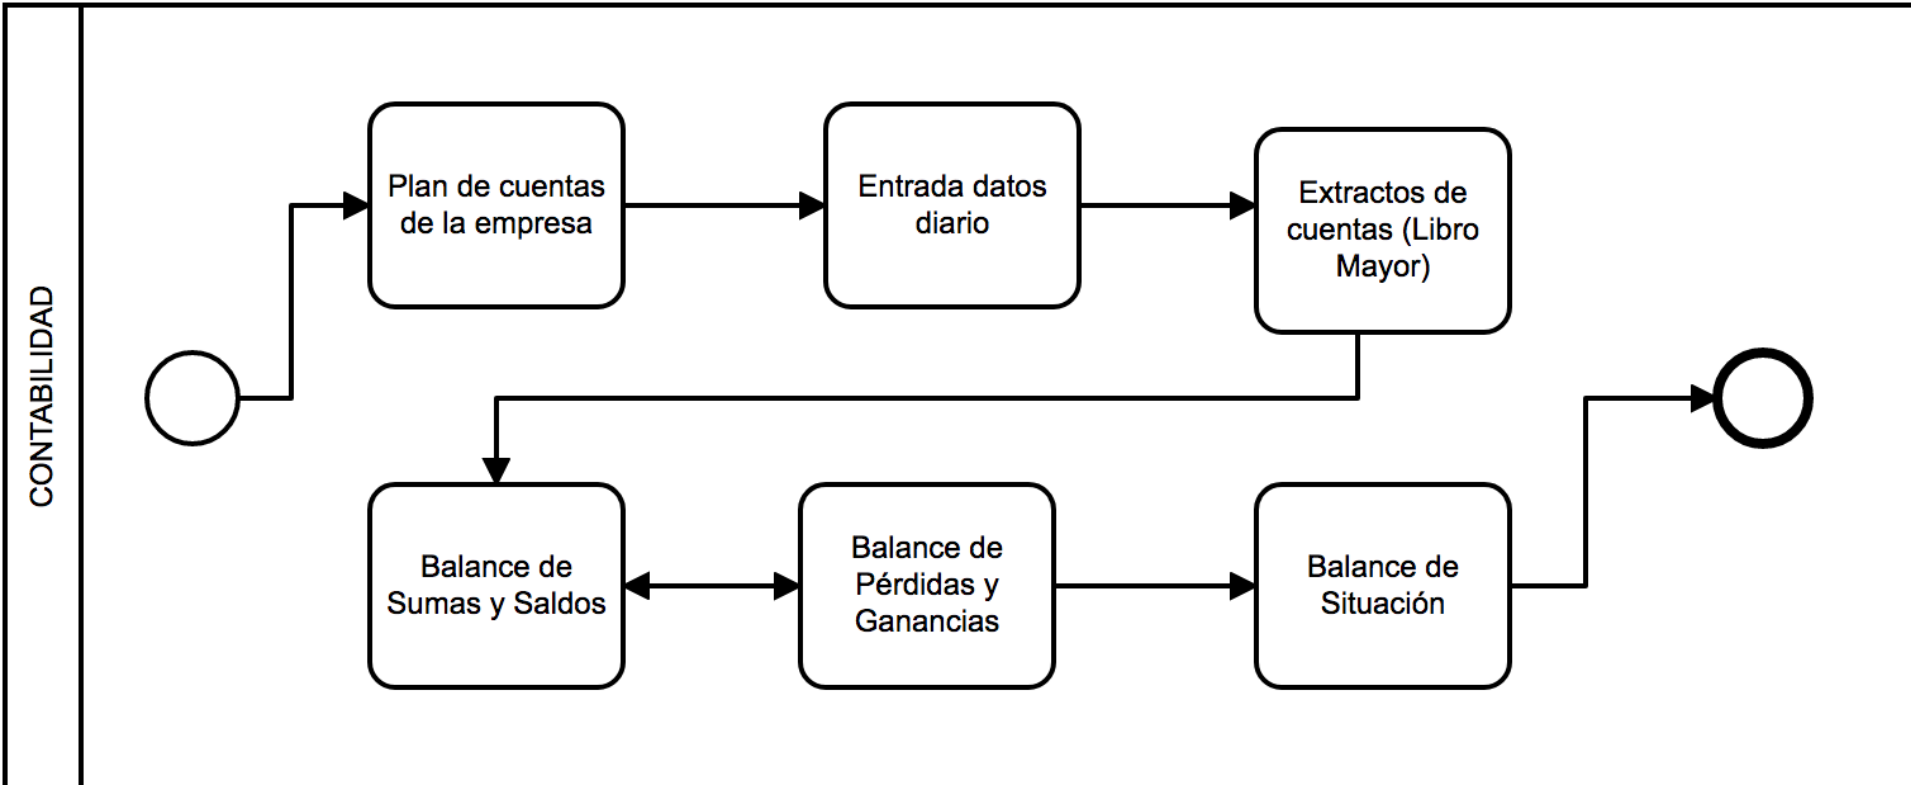 CONTABILIDAD
Plan de cuentas
de la empresa
Entrada datos
diario
Extractos de
cuentas (Libro
Mayor)
Balance de
Sumas y Saldos
Balance de
Pérdidas y
Ganancias
Balance de
Situación